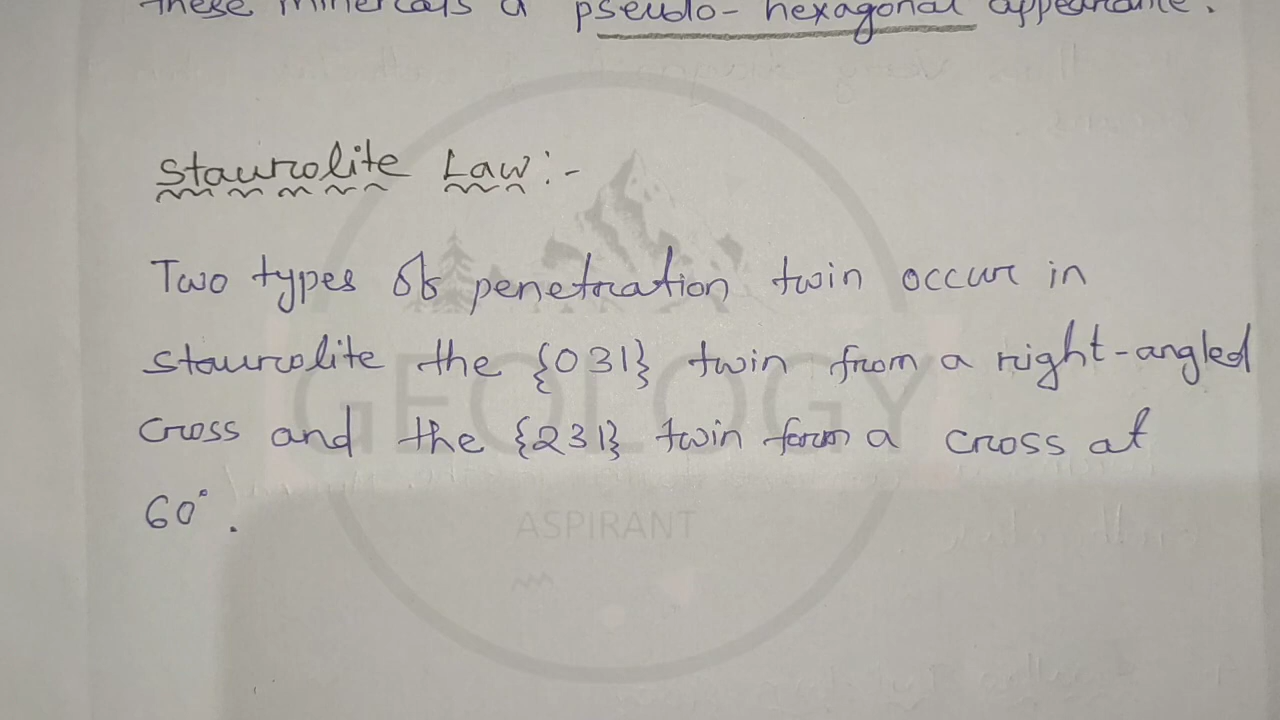 these minerals a pseudo-hexagonal appearance.
Staurolite Law:-
Two types of penetration twin occur in
staurolite the {031} twin from a right-angled
cross and the {231} twin form a cross at
60°.
GEOLOGY
ASPIRANT